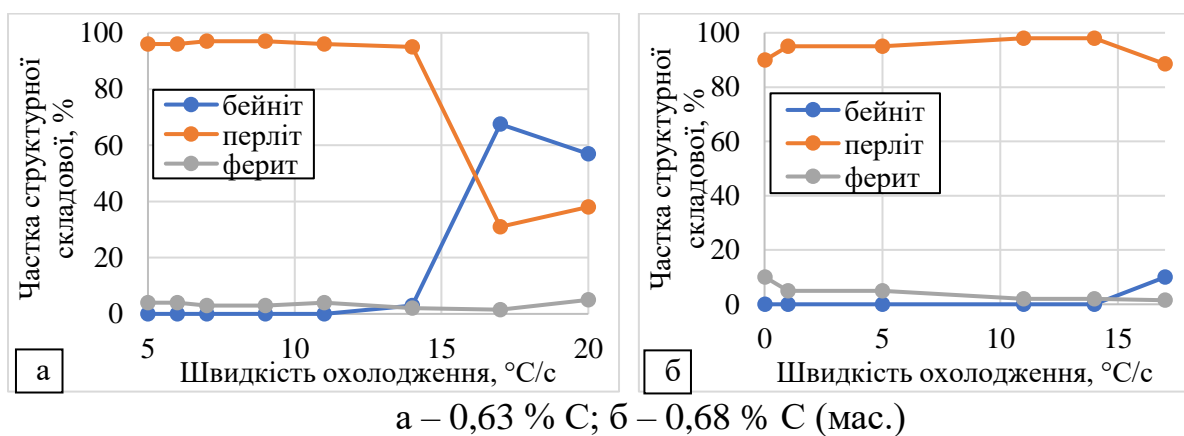 Частка структурної
складової, %
100
80
60
40
20
0
бейніт
перліт
ферит
5
10
15
20
Швидкість охолодження, °С/с
а
Частка структурної
складової, %
100
80
60
40
20
0
бейніт
перліт
ферит
0
5
10
15
Швидкість охолодження, °С/с
б
а – 0,63 % С; б – 0,68 % С (мас.)